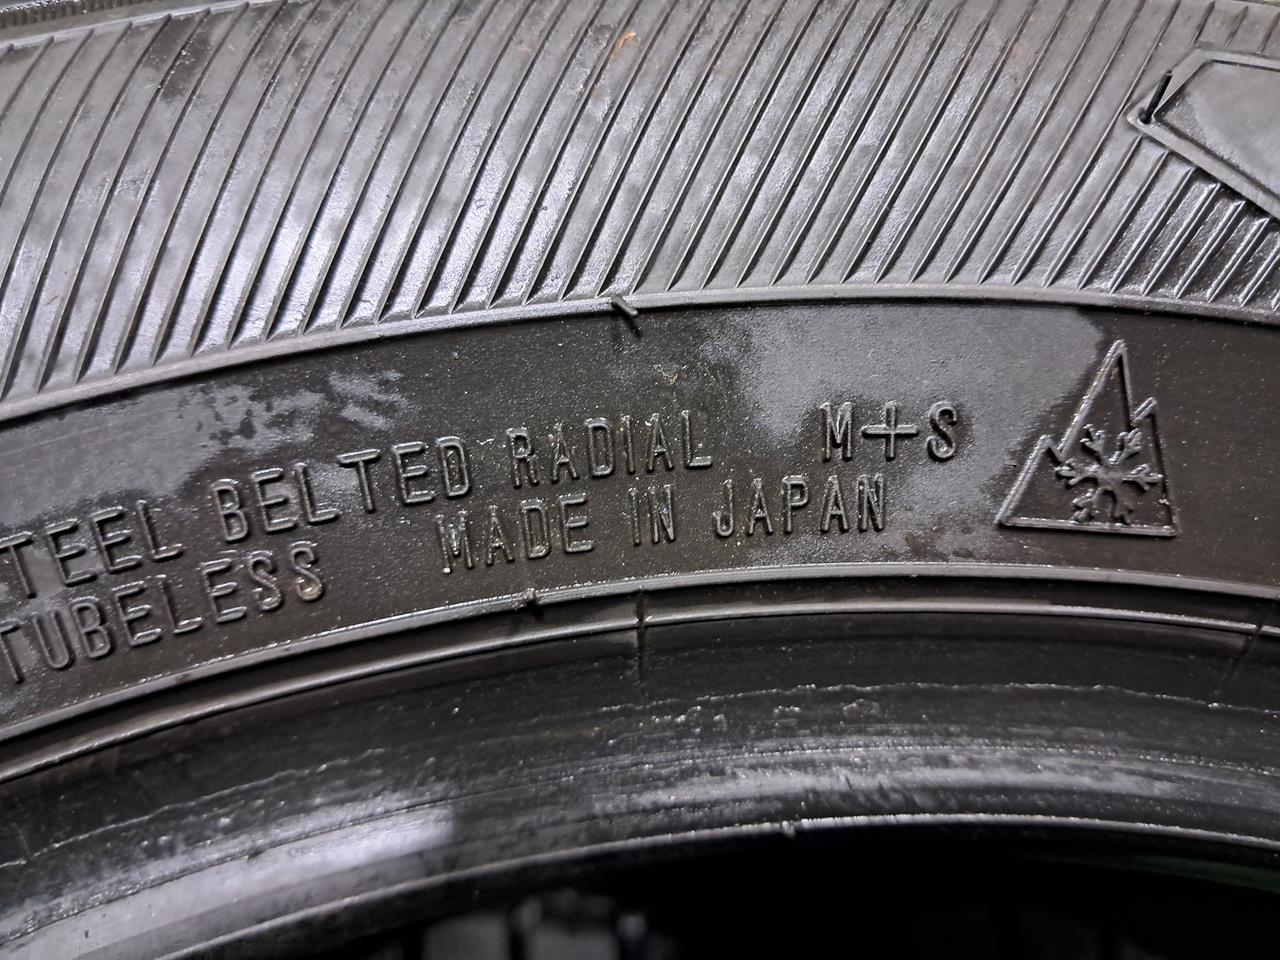 TEEL BELTED RADIAL M+S
TUBELESS MADE IN JAPAN